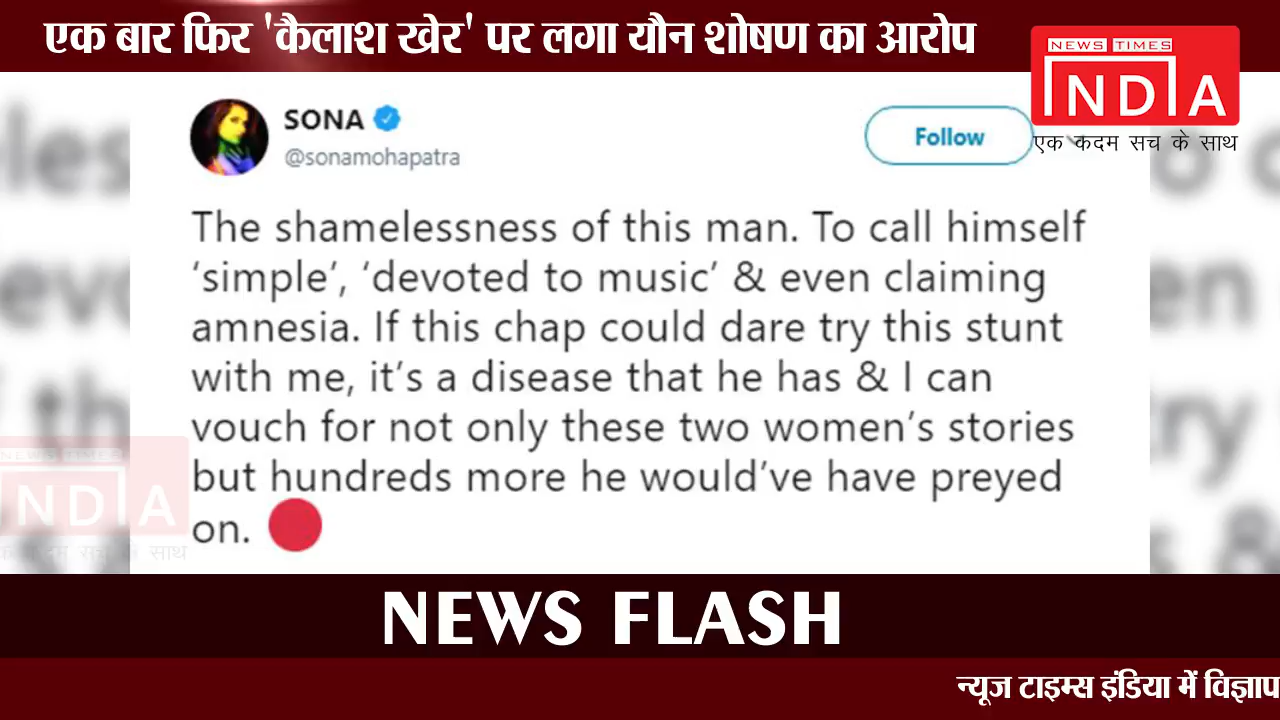 एक बार फिर 'कैलाश खेर' पर लगा यौन शोषण का आरोप
NEWS TIMES
INDIA
एक कदम सच के साथ
SONA
@sonamohapatra
Follow
The shamelessness of this man. To call himself
‘simple’, ‘devoted to music’ & even claiming
amnesia. If this chap could dare try this stunt
with me, it’s a disease that he has & I can
vouch for not only these two women’s stories
but hundreds more he would’ve have preyed
on.
NEWS FLASH
न्यूज टाइम्स इंडिया में विज्ञाप